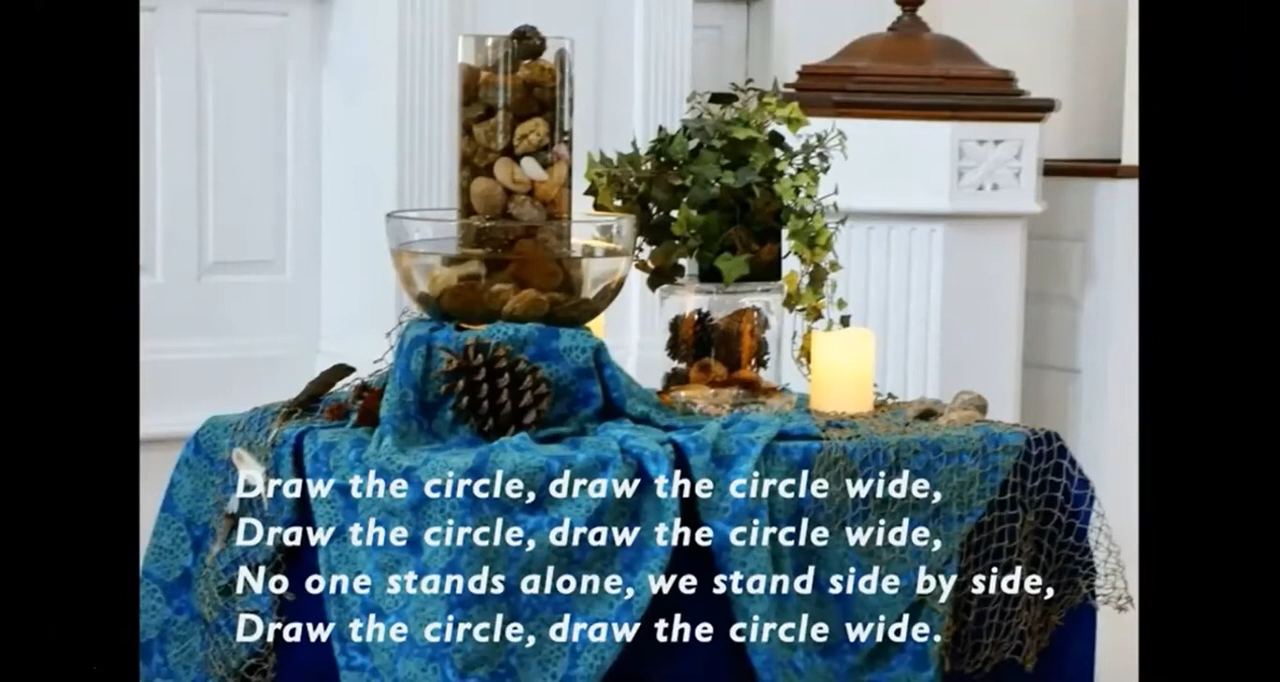 Draw the circle, draw the circle wide,
Draw the circle, draw the circle wide,
No one stands alone, we stand side by side,
Draw the circle, draw the circle wide.